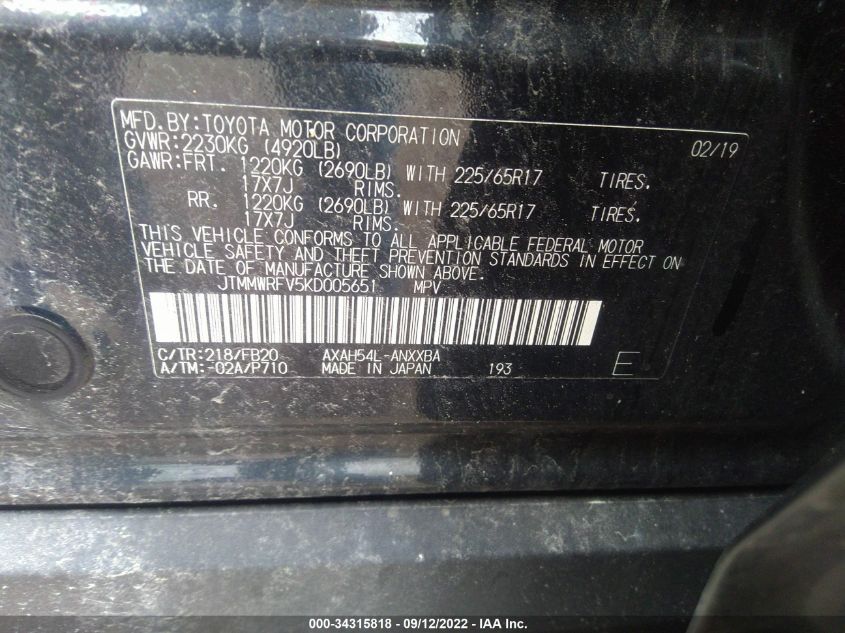 MFD.BY:TOYOTA MOTOR CORPORATION 02/19
GVWR:2230KG (4920LB)
GAWR:FRT. 1220KG (2690LB) WITH 225/65R17 TIRES.
17X7J RIMS.
RR. 1220KG (2690LB) WITH 225/65R17 TIRES.
17X7J RIMS.
THIS VEHICLE CONFORMS TO ALL APPLICABLE FEDERAL MOTOR
VEHICLE SAFETY AND THEFT PREVENTION STANDARDS IN EFFECT ON
THE DATE OF MANUFACTURE SHOWN ABOVE.
JTMMWRFV5KD005651 MPV
C/TR:218/FB20 AXAH54L-ANXXBA
A/TM:-02A/P710 MADE IN JAPAN 193 E
000-34315818 - 09/12/2022 - IAA Inc.